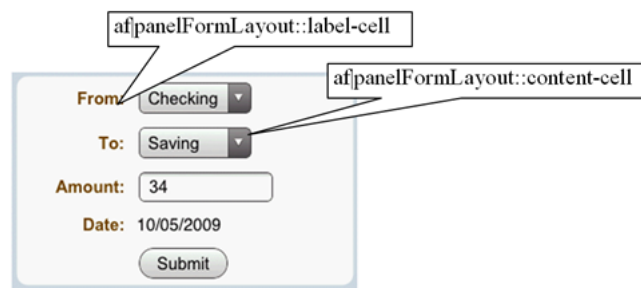 af|panelFormLayout::label-cell
af|panelFormLayout::content-cell
From: Checking
To: Saving
Amount: 34
Date: 10/05/2009
Submit